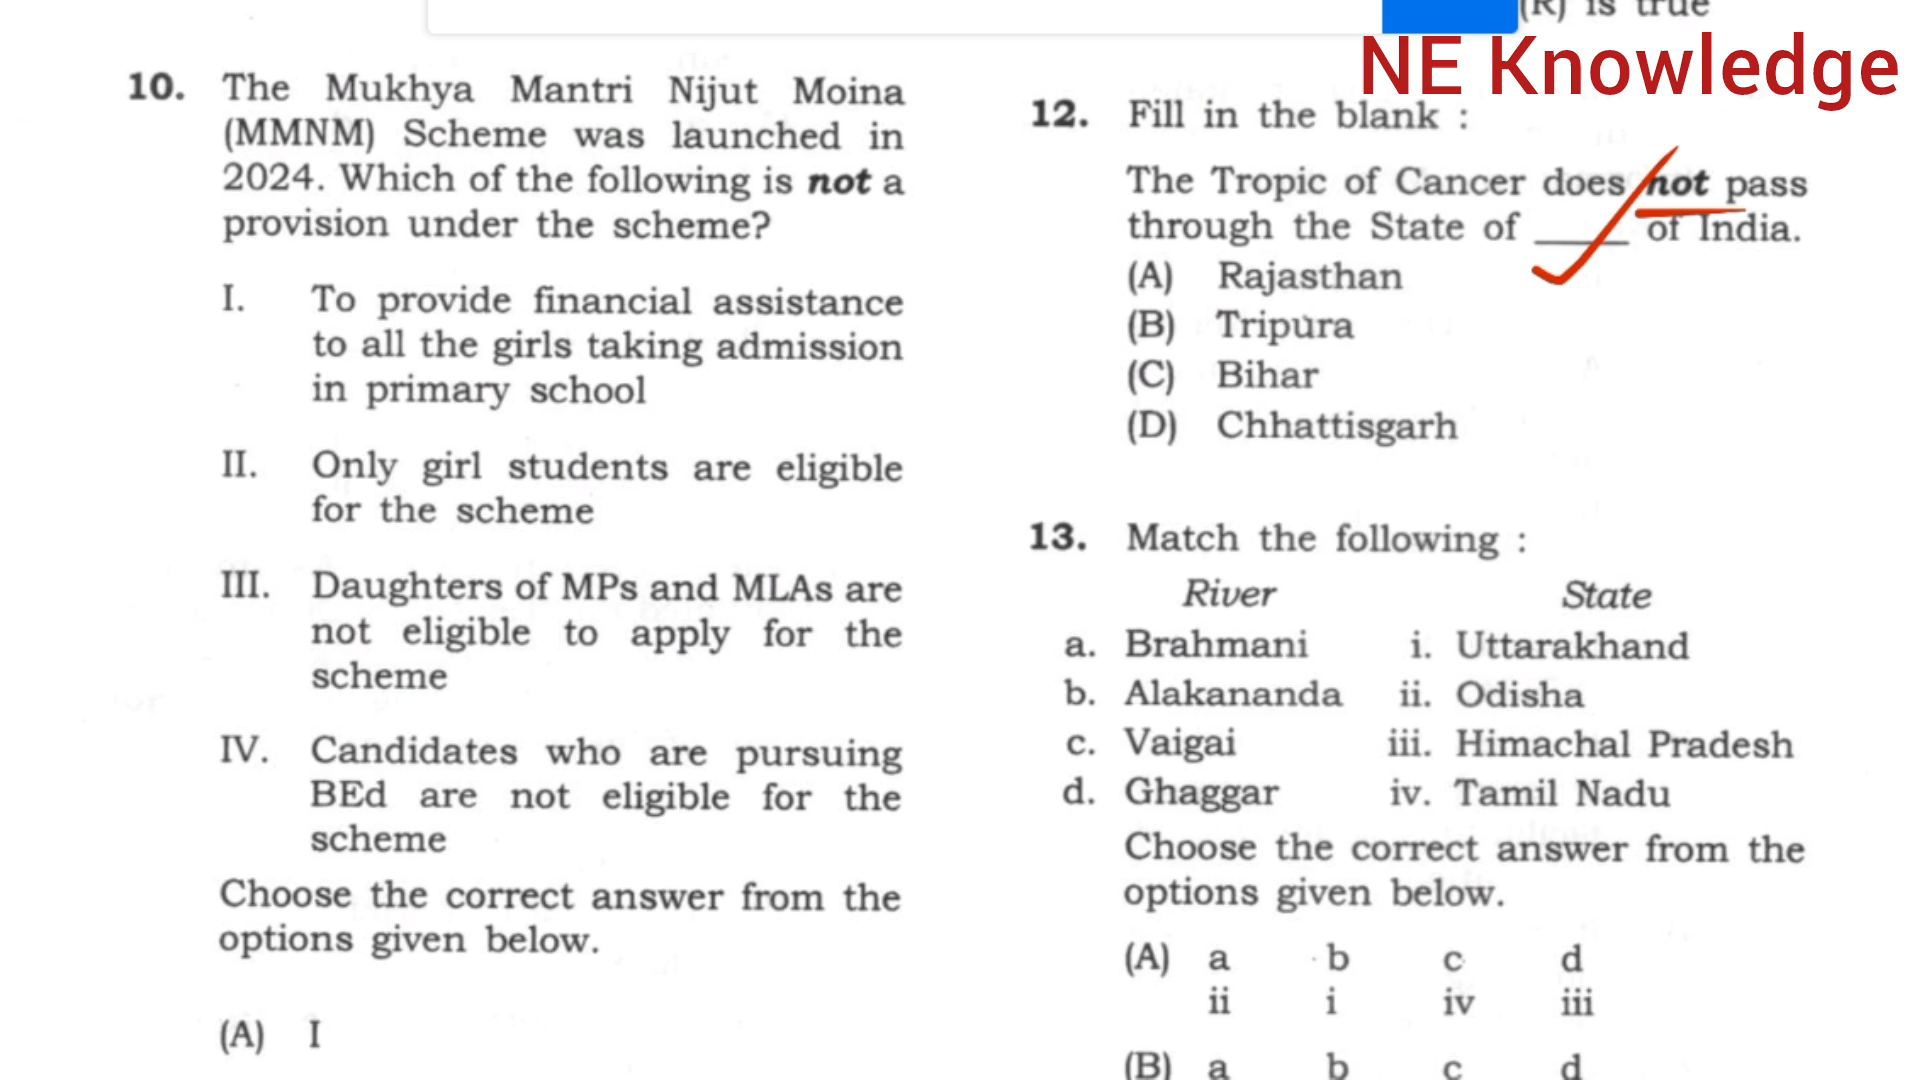 (R) is true
NE Knowledge
10. The Mukhya Mantri Nijut Moina
(MMNM) Scheme was launched in
2024. Which of the following is not a
provision under the scheme?
I. To provide financial assistance
to all the girls taking admission
in primary school
II. Only girl students are eligible
for the scheme
III. Daughters of MPs and MLAs are
not eligible to apply for the
scheme
IV. Candidates who are pursuing
BEd are not eligible for the
scheme
Choose the correct answer from the
options given below.
(A) I
12. Fill in the blank :
The Tropic of Cancer does not pass
through the State of _____ of India.
(A) Rajasthan
(B) Tripura
(C) Bihar
(D) Chhattisgarh
13. Match the following :
River State
a. Brahmani i. Uttarakhand
b. Alakananda ii. Odisha
c. Vaigai iii. Himachal Pradesh
d. Ghaggar iv. Tamil Nadu
Choose the correct answer from the
options given below.
(A) a b c d
ii i iv iii
(B) a b c d